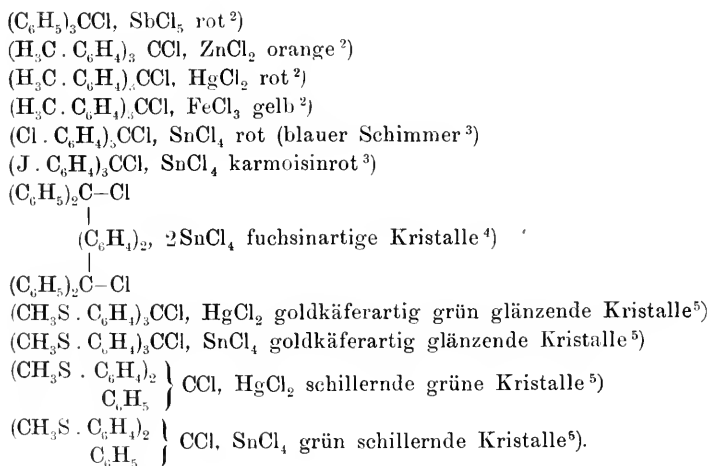 (C₆H₅)₃CCl, SbCl₅ rot ²)
(H₃C . C₆H₄)₃ CCl, ZnCl₂ orange ²)
(H₃C . C₆H₄)₃CCl, HgCl₂ rot ²)
(H₃C . C₆H₄)₃CCl, FeCl₃ gelb ²)
(Cl . C₆H₄)₃CCl, SnCl₄ rot (blauer Schimmer ³)
(J . C₆H₄)₃CCl, SnCl₄ karmoisinrot ³)
(C₆H₅)₂C–Cl
|
(C₆H₄)₂, 2SnCl₄ fuchsinartige Kristalle ⁴)
|
(C₆H₅)₂C–Cl
(CH₃S . C₆H₄)₃CCl, HgCl₂ goldkäferartig grün glänzende Kristalle ⁵)
(CH₃S . C₆H₄)₃CCl, SnCl₄ goldkäferartig glänzende Kristalle ⁵)
(CH₃S . C₆H₄)₂
C₆H₅ } CCl, HgCl₂ schillernde grüne Kristalle ⁵)
(CH₃S . C₆H₄)₂
C₆H₅ } CCl, SnCl₄ grün schillernde Kristalle ⁵).